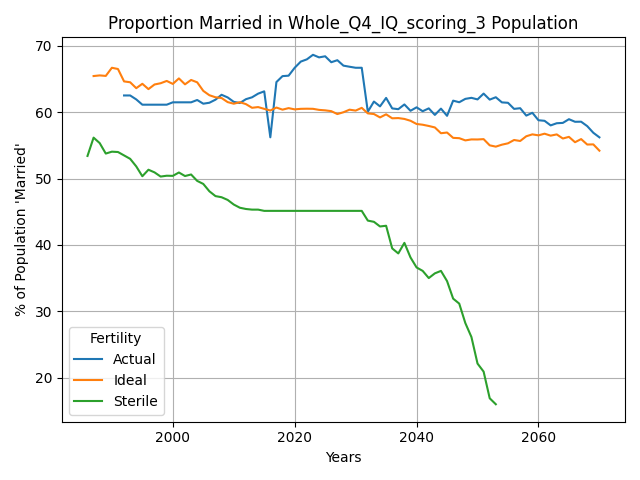 Proportion Married in Whole_Q4_IQ_scoring_3 Population
% of Population 'Married'
70
60
50
40
30
20
Fertility
Actual
Ideal
Sterile
2000
2020
2040
2060
Years